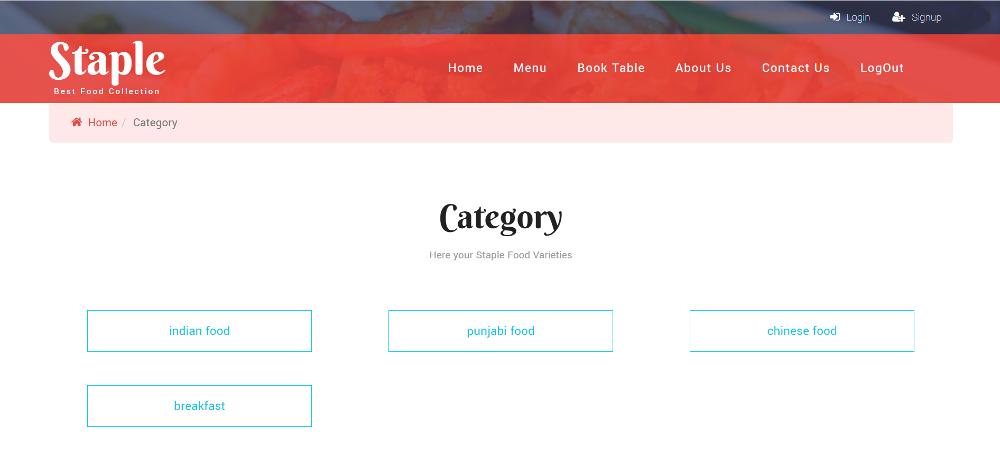 Login Signup
Staple
Best Food Collection
Home Menu Book Table About Us Contact Us LogOut
Home / Category
Category
Here your Staple Food Varieties
indian food punjabi food chinese food
breakfast